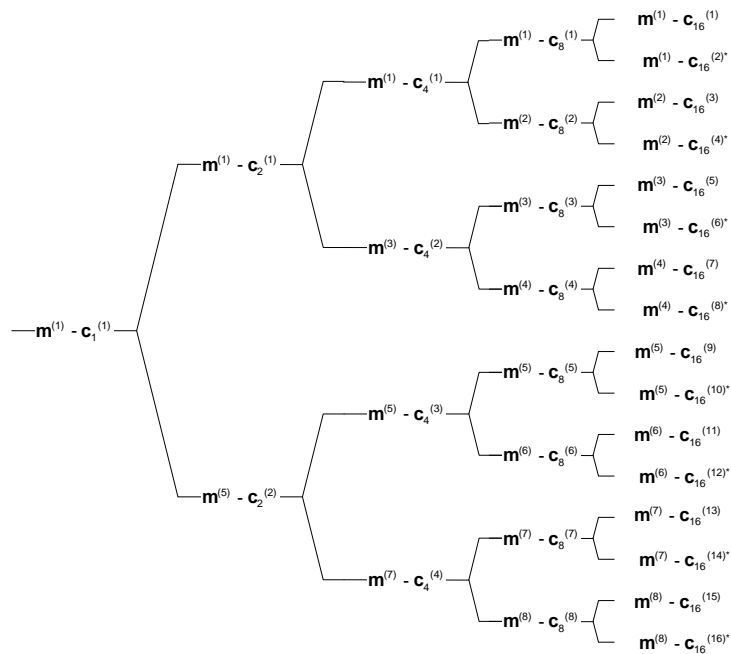 m⁽¹⁾ - c₁₆⁽¹⁾
m⁽¹⁾ - c₈⁽¹⁾
m⁽¹⁾ - c₁₆⁽²⁾*
m⁽¹⁾ - c₄⁽¹⁾
m⁽²⁾ - c₁₆⁽³⁾
m⁽²⁾ - c₈⁽²⁾
m⁽²⁾ - c₁₆⁽⁴⁾*
m⁽¹⁾ - c₂⁽¹⁾
m⁽³⁾ - c₁₆⁽⁵⁾
m⁽³⁾ - c₈⁽³⁾
m⁽³⁾ - c₁₆⁽⁶⁾*
m⁽³⁾ - c₄⁽²⁾
m⁽⁴⁾ - c₁₆⁽⁷⁾
m⁽⁴⁾ - c₈⁽⁴⁾
m⁽⁴⁾ - c₁₆⁽⁸⁾*
m⁽¹⁾ - c₁⁽¹⁾
m⁽⁵⁾ - c₁₆⁽⁹⁾
m⁽⁵⁾ - c₈⁽⁵⁾
m⁽⁵⁾ - c₁₆⁽¹⁰⁾*
m⁽⁵⁾ - c₄⁽³⁾
m⁽⁶⁾ - c₁₆⁽¹¹⁾
m⁽⁶⁾ - c₈⁽⁶⁾
m⁽⁶⁾ - c₁₆⁽¹²⁾*
m⁽⁵⁾ - c₂⁽²⁾
m⁽⁷⁾ - c₁₆⁽¹³⁾
m⁽⁷⁾ - c₈⁽⁷⁾
m⁽⁷⁾ - c₁₆⁽¹⁴⁾*
m⁽⁷⁾ - c₄⁽⁴⁾
m⁽⁸⁾ - c₁₆⁽¹⁵⁾
m⁽⁸⁾ - c₈⁽⁸⁾
m⁽⁸⁾ - c₁₆⁽¹⁶⁾*